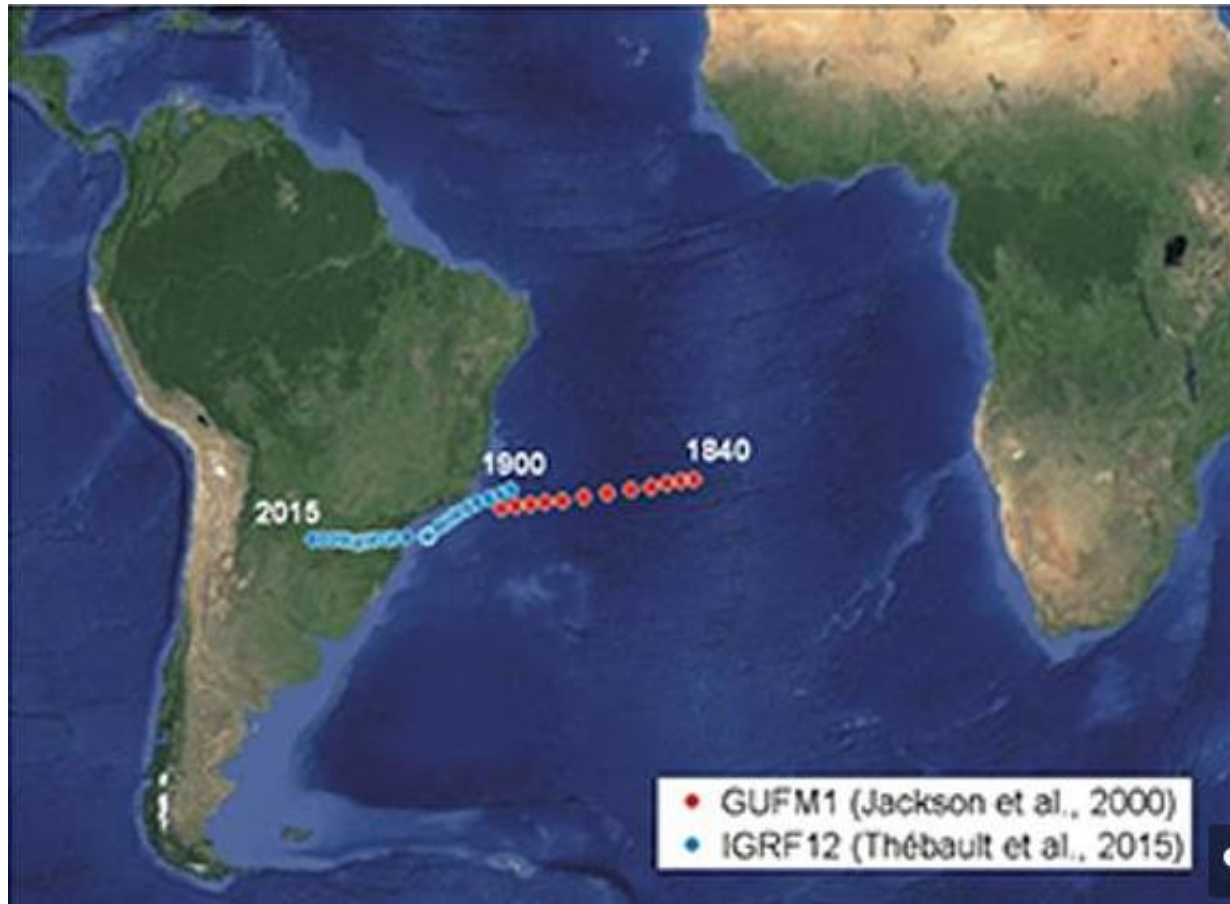 1840
1900
2015
GUFM1 (Jackson et al., 2000)
IGRF12 (Thébault et al., 2015)